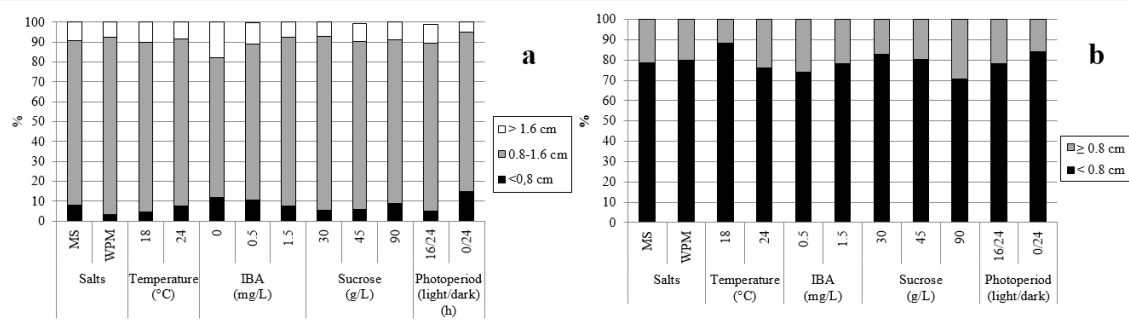 100
90
80
70
60
50
40
30
20
10
0
%
MS
WPM
18
24
0
0.5
1.5
30
45
90
16/24
0/24
Salts
Temperature
(°C)
IBA
(mg/L)
Sucrose
(g/L)
Photoperiod
(light/dark)
(h)
a
> 1.6 cm
0.8-1.6 cm
<0,8 cm
100
90
80
70
60
50
40
30
20
10
0
%
MS
WPM
18
24
0.5
1.5
30
45
90
16/24
0/24
Salts
Temperature
(°C)
IBA
(mg/L)
Sucrose
(g/L)
Photoperiod
(light/dark)
b
≥ 0.8 cm
< 0.8 cm